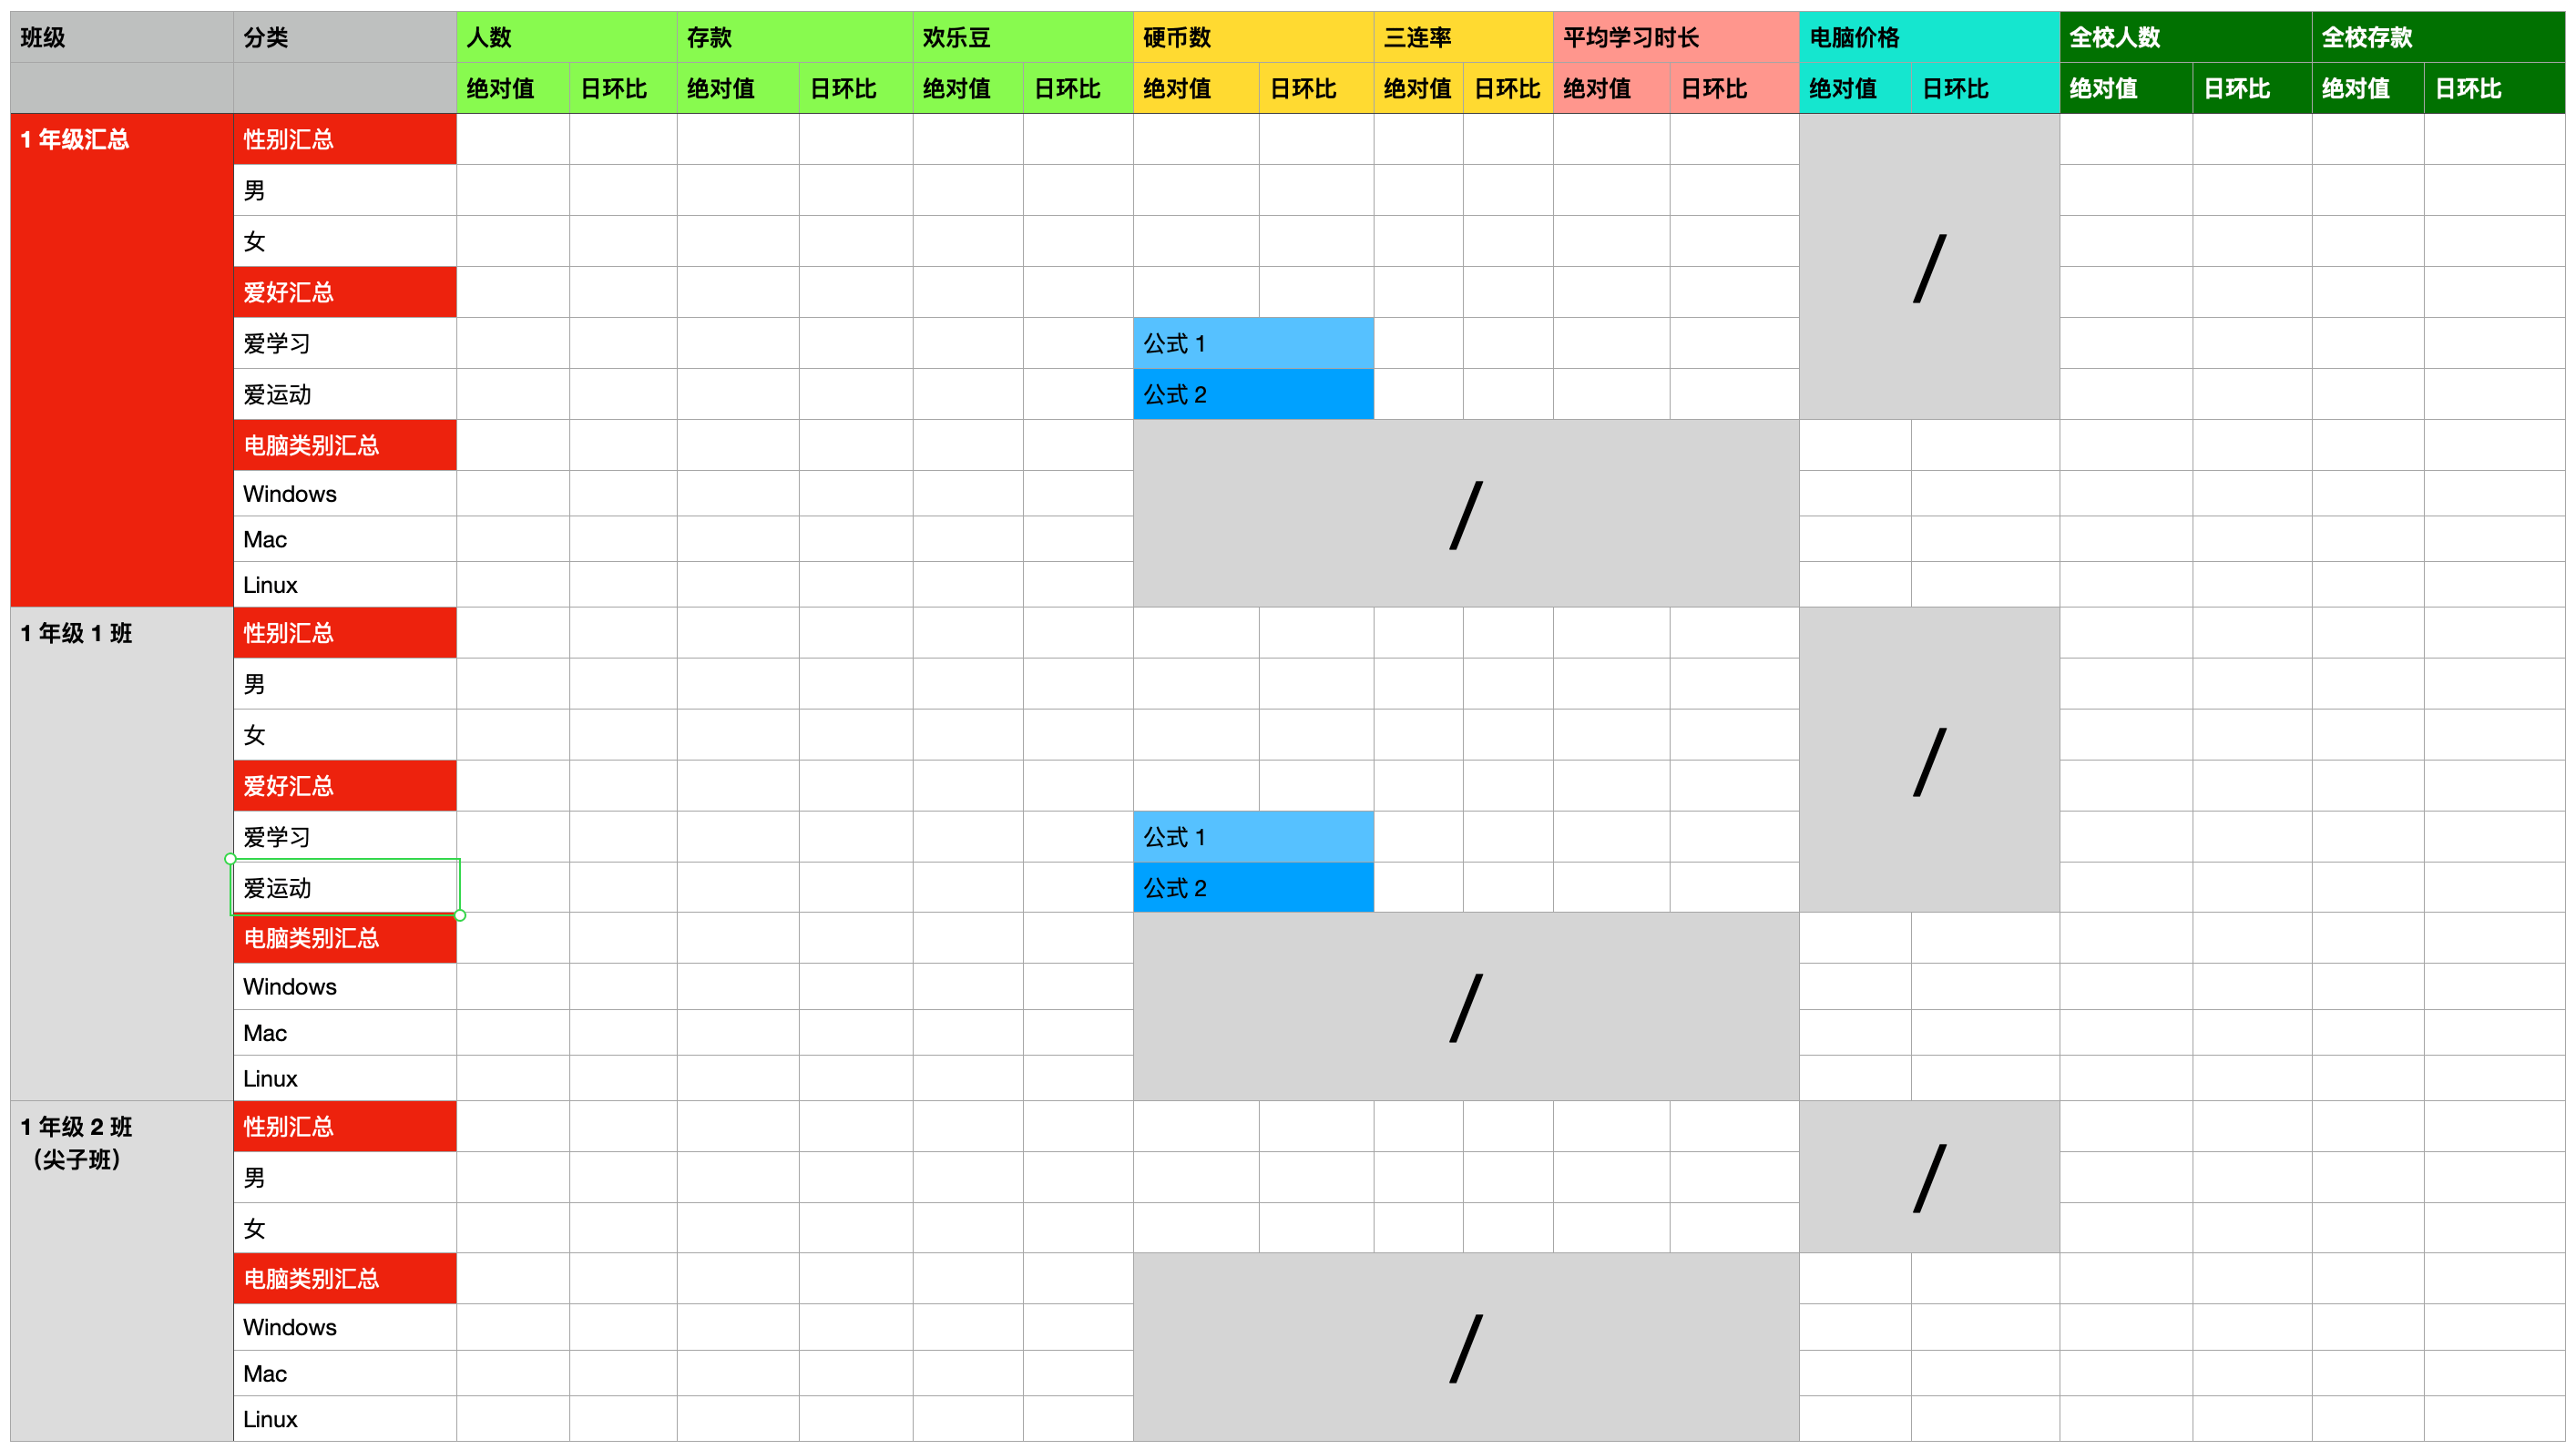 班级 分类 人数 存款 欢乐豆 硬币数 三连率 平均学习时长 电脑价格 全校人数 全校存款
绝对值 日环比 绝对值 日环比 绝对值 日环比 绝对值 日环比 绝对值 日环比 绝对值 日环比 绝对值 日环比 绝对值 日环比 绝对值 日环比
1 年级汇总 性别汇总
男
女
/
爱好汇总
爱学习 公式 1
爱运动 公式 2
电脑类别汇总
Windows
/
Mac
Linux
1 年级 1 班 性别汇总
男
女
/
爱好汇总
爱学习 公式 1
爱运动 公式 2
电脑类别汇总
Windows
/
Mac
Linux
1 年级 2 班 性别汇总
（尖子班）
男
/
女
电脑类别汇总
Windows
/
Mac
Linux